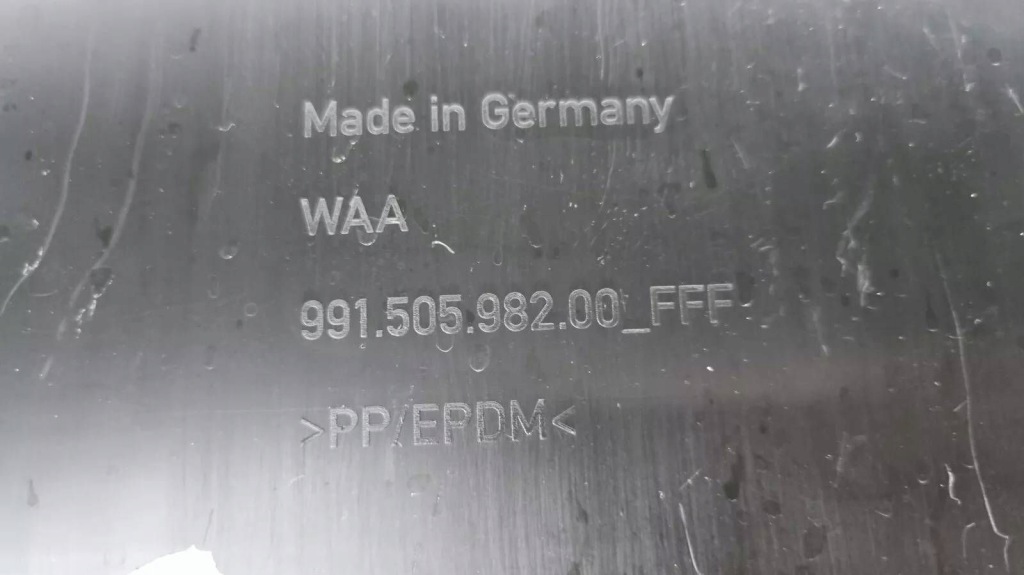 Made in Germany
WAA
991.505.982.00_FFF
>PP/EPDM<